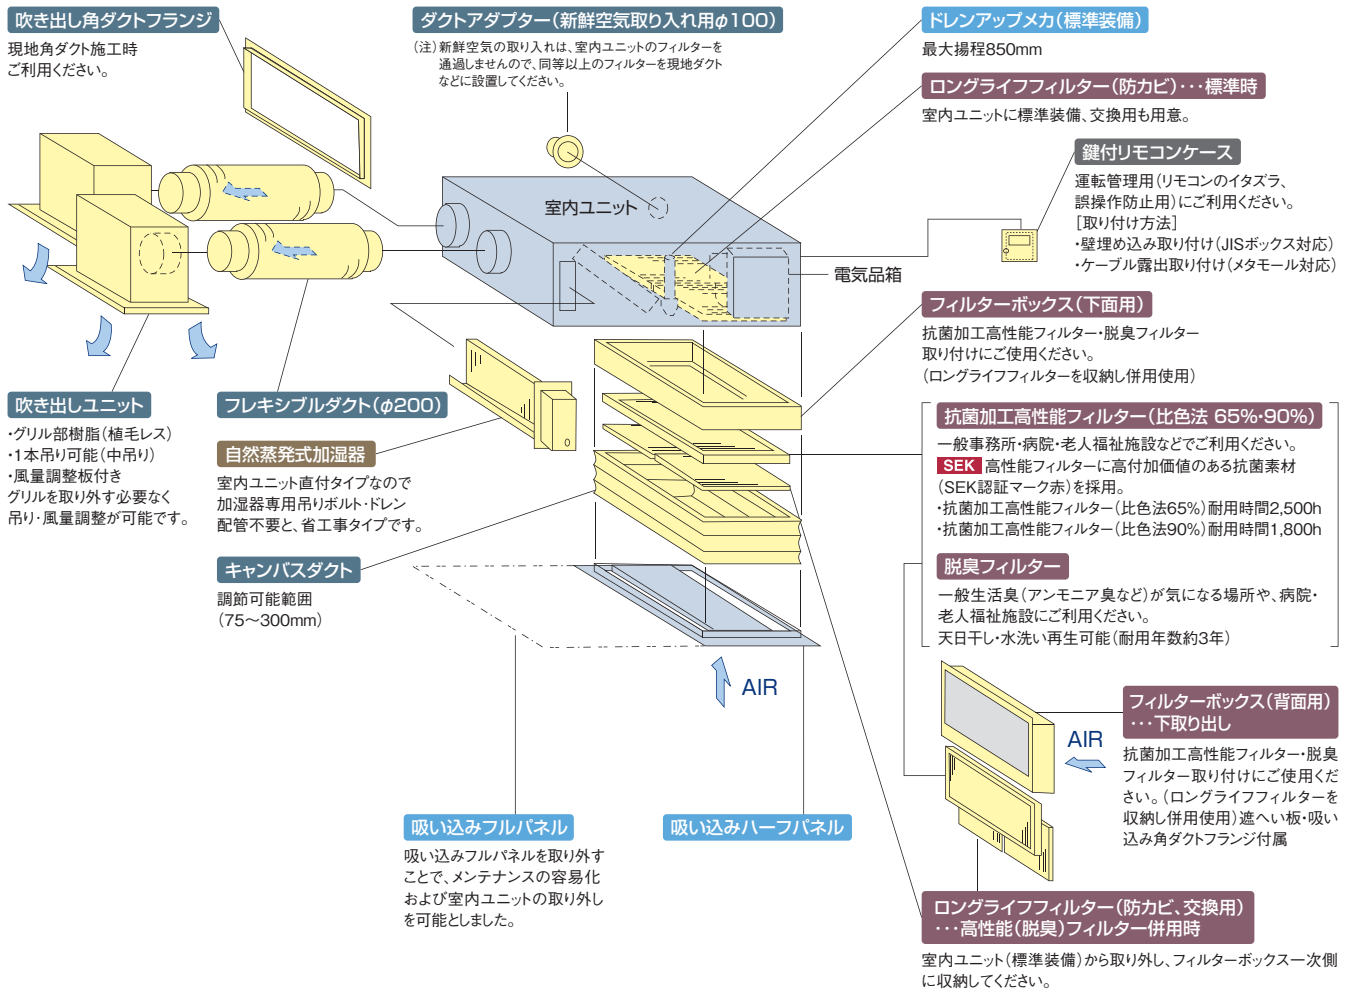 吹き出し角ダクトフランジ
現地角ダクト施工時
ご利用ください。
ダクトアダプター（新鮮空気取り入れ用φ100）
（注）新鮮空気の取り入れは、室内ユニットのフィルターを
通過しませんので、同等以上のフィルターを現地ダクト
などに設置してください。
ドレンアップメカ（標準装備）
最大揚程850mm
ロングライフフィルター（防カビ）･･･標準時
室内ユニットに標準装備、交換用も用意。
鍵付リモコンケース
運転管理用（リモコンのイタズラ、
誤操作防止用）にご利用ください。
［取り付け方法］
・壁埋め込み取り付け（JISボックス対応）
・ケーブル露出取り付け（メタモール対応）
室内ユニット
電気品箱
フィルターボックス（下面用）
抗菌加工高性能フィルター・脱臭フィルター
取り付けにご使用ください。
（ロングライフフィルターを収納し併用使用）
吹き出しユニット
・グリル部樹脂（植毛レス）
・1本吊り可能（中吊り）
・風量調整板付き
グリルを取り外す必要なく
吊り・風量調整が可能です。
フレキシブルダクト（φ200）
自然蒸発式加湿器
室内ユニット直付タイプなので
加湿器専用吊りボルト・ドレン
配管不要と、省工事タイプです。
キャンバスダクト
調節可能範囲
（75～300mm）
抗菌加工高性能フィルター（比色法 65%・90%）
一般事務所・病院・老人福祉施設などでご利用ください。
SEK 高性能フィルターに高付加価値のある抗菌素材
（SEK認証マーク赤）を採用。
・抗菌加工高性能フィルター（比色法65%）耐用時間2,500h
・抗菌加工高性能フィルター（比色法90%）耐用時間1,800h
脱臭フィルター
一般生活臭（アンモニア臭など）が気になる場所や、病院・
老人福祉施設にご利用ください。
天日干し・水洗い再生可能（耐用年数約3年）
AIR
フィルターボックス（背面用）
･･･下取り出し
AIR
抗菌加工高性能フィルター・脱臭
フィルター取り付けにご使用くだ
さい。（ロングライフフィルターを
収納し併用使用）遮へい板・吸い
込み角ダクトフランジ付属
吸い込みフルパネル
吸い込みフルパネルを取り外す
ことで、メンテナンスの容易化
および室内ユニットの取り外し
を可能としました。
吸い込みハーフパネル
ロングライフフィルター（防カビ、交換用）
･･･高性能（脱臭）フィルター併用時
室内ユニット（標準装備）から取り外し、フィルターボックス一次側
に収納してください。